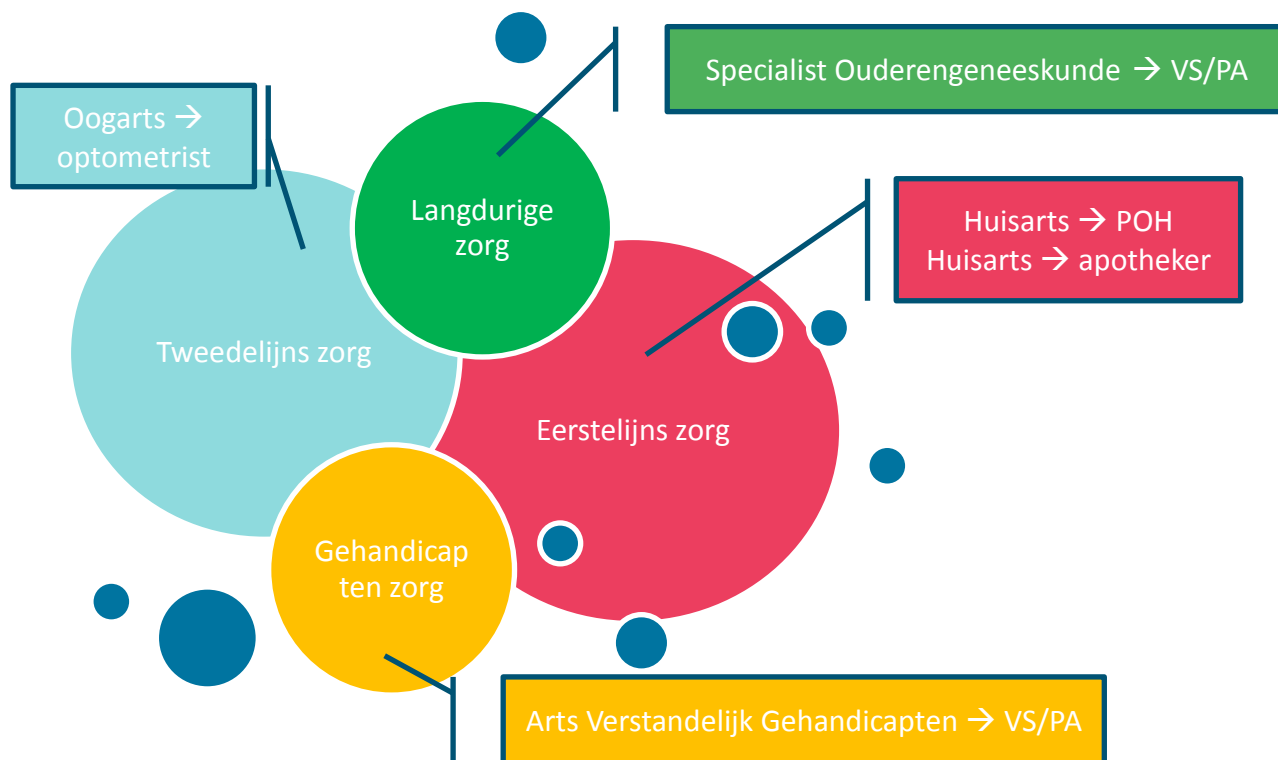 Specialist Ouderengeneeskunde → VS/PA
Oogarts →
optometrist
Langdurige
zorg
Huisarts → POH
Huisarts → apotheker
Tweedelijns zorg
Eerstelijns zorg
Gehandicap
ten zorg
Arts Verstandelijk Gehandicapten → VS/PA